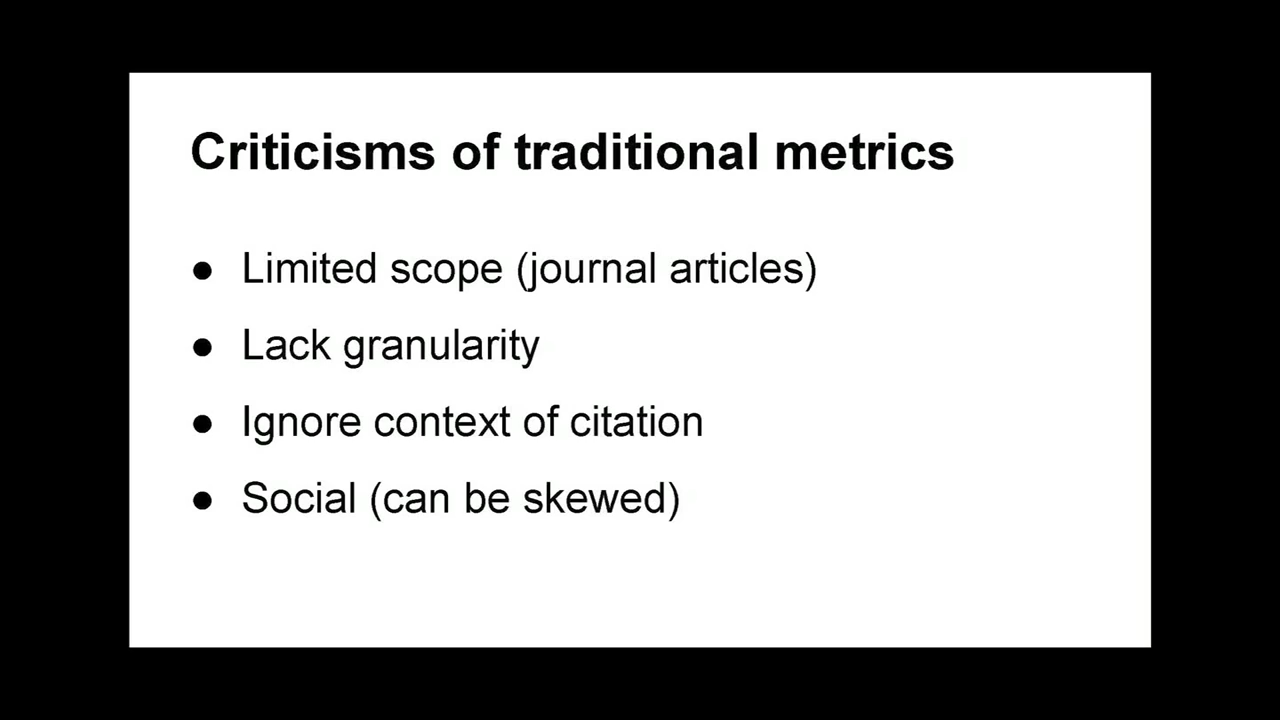 Criticisms of traditional metrics
● Limited scope (journal articles)
● Lack granularity
● Ignore context of citation
● Social (can be skewed)